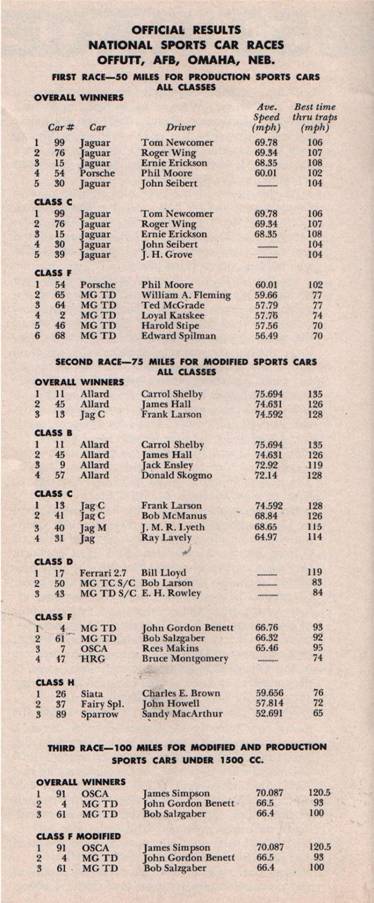 OFFICIAL RESULTS
NATIONAL SPORTS CAR RACES
OFFUTT, AFB, OMAHA, NEB.
FIRST RACE—50 MILES FOR PRODUCTION SPORTS CARS
ALL CLASSES
OVERALL WINNERS
Ave. Best time
Speed thru traps
Car # Car Driver (mph) (mph)
1 99 Jaguar Tom Newcomer 69.78 106
2 76 Jaguar Roger Wing 69.34 107
3 15 Jaguar Ernie Erickson 68.35 108
4 54 Porsche Phil Moore 60.01 102
5 30 Jaguar John Seibert —— 104
CLASS C
1 99 Jaguar Tom Newcomer 69.78 106
2 76 Jaguar Roger Wing 69.34 107
3 15 Jaguar Ernie Erickson 68.35 108
4 30 Jaguar John Seibert —— 104
5 39 Jaguar J. H. Grove —— 104
CLASS F
1 54 Porsche Phil Moore 60.01 102
2 65 MG TD William A. Fleming 59.66 77
3 64 MG TD Ted McGrade 57.79 77
4 2 MG TD Loyal Katskee 57.76 74
5 46 MG TD Harold Stipe 57.56 70
6 68 MG TD Edward Spilman 56.49 70
SECOND RACE—75 MILES FOR MODIFIED SPORTS CARS
ALL CLASSES
OVERALL WINNERS
1 11 Allard Carrol Shelby 75.694 135
2 45 Allard James Hall 74.631 126
3 13 Jag C Frank Larson 74.592 128
CLASS B
1 11 Allard Carrol Shelby 75.694 135
2 45 Allard James Hall 74.631 126
3 9 Allard Jack Ensley 72.92 119
4 57 Allard Donald Skogmo 72.14 128
CLASS C
1 13 Jag C Frank Larson 74.592 128
2 41 Jag C Bob McManus 68.84 126
3 40 Jag M J. M. R. Lyeth 68.65 115
4 31 Jag Ray Lavely 64.97 114
CLASS D
1 17 Ferrari 2.7 Bill Lloyd —— 119
2 50 MG TC S/C Bob Larson —— 83
3 43 MG TD S/C E. H. Rowley —— 84
CLASS F
1 4 MG TD John Gordon Benett 66.76 93
2 61 MG TD Bob Salzgaber 66.32 92
3 7 OSCA Rees Makins 65.46 95
4 47 HRG Bruce Montgomery —— 74
CLASS H
1 26 Siata Charles E. Brown 59.656 76
2 37 Fairy Spl. John Howell 57.814 72
3 89 Sparrow Sandy MacArthur 52.691 65
THIRD RACE—100 MILES FOR MODIFIED AND PRODUCTION
SPORTS CARS UNDER 1500 CC.
OVERALL WINNERS
1 91 OSCA James Simpson 70.087 120.5
2 4 MG TD John Gordon Benett 66.5 93
3 61 MG TD Bob Salzgaber 66.4 100
CLASS F MODIFIED
1 91 OSCA James Simpson 70.087 120.5
2 4 MG TD John Gordon Benett 66.5 93
3 61 MG TD Bob Salzgaber 66.4 100